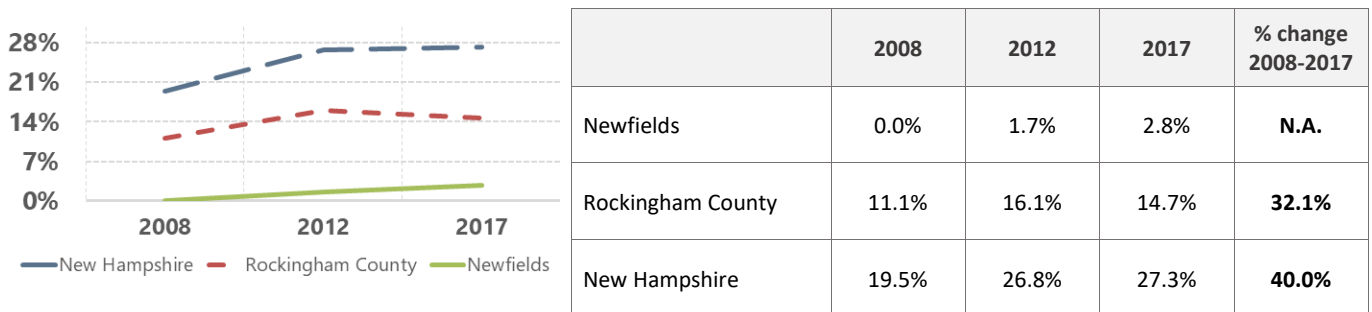 28%
21%
14%
7%
0%
2008 2012 2017
New Hampshire Rockingham County Newfields
2008 2012 2017 % change
2008-2017
Newfields 0.0% 1.7% 2.8% N.A.
Rockingham County 11.1% 16.1% 14.7% 32.1%
New Hampshire 19.5% 26.8% 27.3% 40.0%